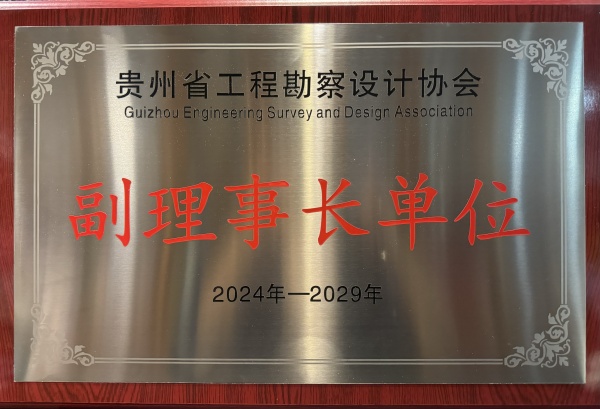 贵州省工程勘察设计协会
Guizhou Engineering Survey and Design Association
副理事长单位
2024年—2029年